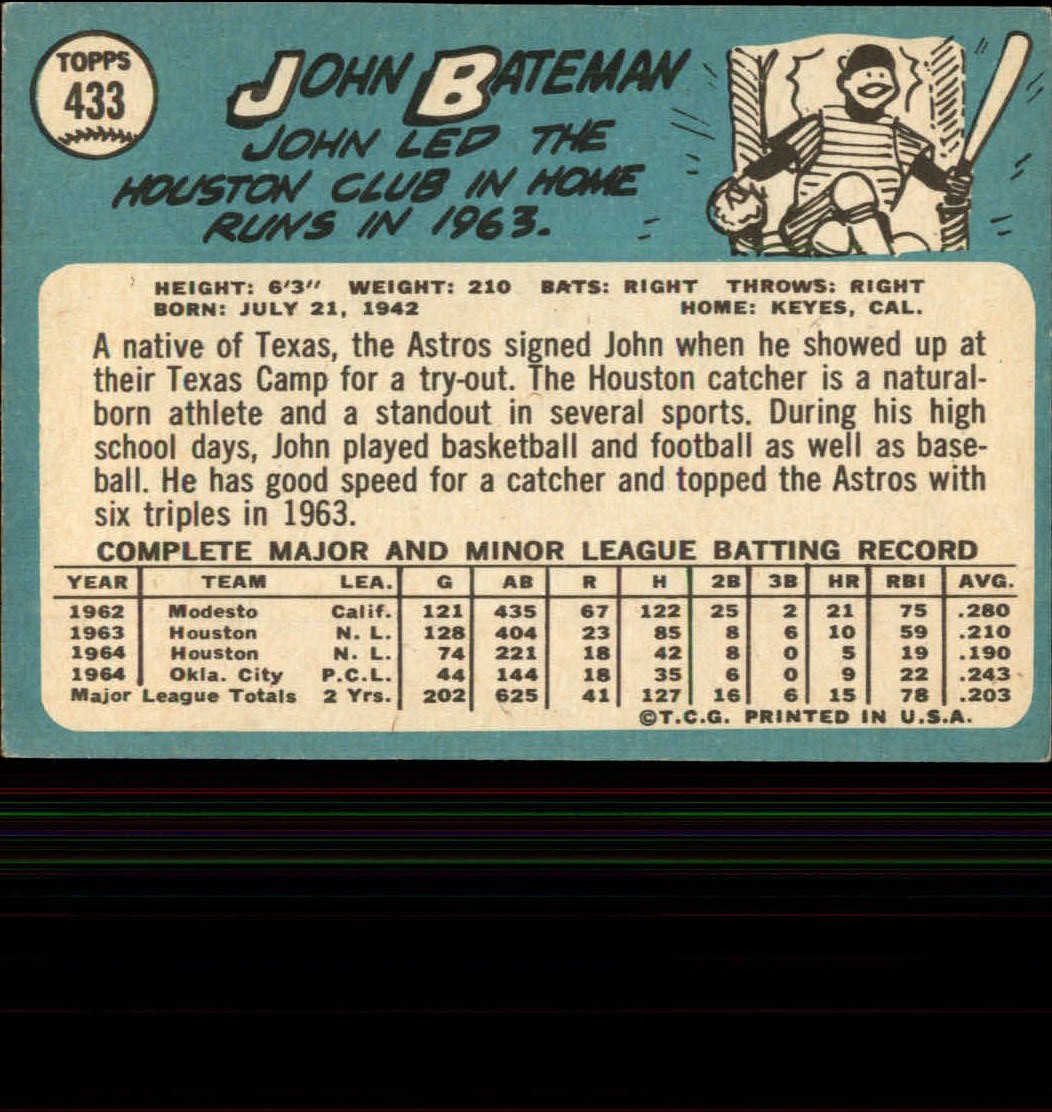 TOPPS
433
JOHN BATEMAN
JOHN LED THE
HOUSTON CLUB IN HOME
RUNS IN 1963.
HEIGHT: 6'3" WEIGHT: 210 BATS: RIGHT THROWS: RIGHT
BORN: JULY 21, 1942 HOME: KEYES, CAL.
A native of Texas, the Astros signed John when he showed up at
their Texas Camp for a try-out. The Houston catcher is a natural-
born athlete and a standout in several sports. During his high
school days, John played basketball and football as well as base-
ball. He has good speed for a catcher and topped the Astros with
six triples in 1963.
COMPLETE MAJOR AND MINOR LEAGUE BATTING RECORD
YEAR TEAM LEA. G AB R H 2B 3B HR RBI AVG.
1962 Modesto Calif. 121 435 67 122 25 2 21 75 .280
1963 Houston N. L. 128 404 23 85 8 6 10 59 .210
1964 Houston N. L. 74 221 18 42 8 0 5 19 .190
1964 Okla. City P.C.L. 44 144 18 35 6 0 9 22 .243
Major League Totals 2 Yrs. 202 625 41 127 16 6 15 78 .203
©T.C.G. PRINTED IN U.S.A.